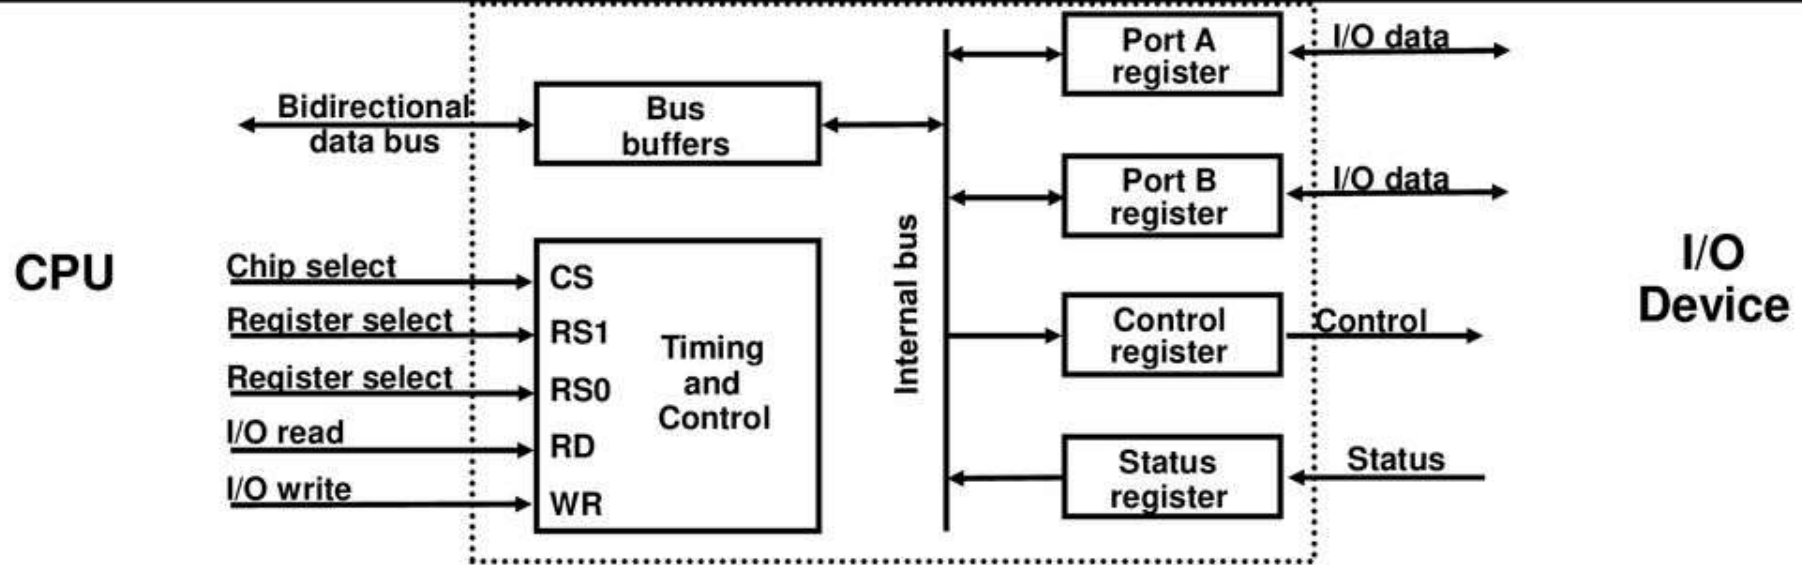 CPU
Bidirectional
data bus
Chip select
Register select
Register select
I/O read
I/O write
Bus
buffers
CS
RS1
RS0
RD
WR
Timing
and
Control
Internal bus
Port A
register
Port B
register
Control
register
Status
register
I/O data
I/O data
Control
Status
I/O
Device